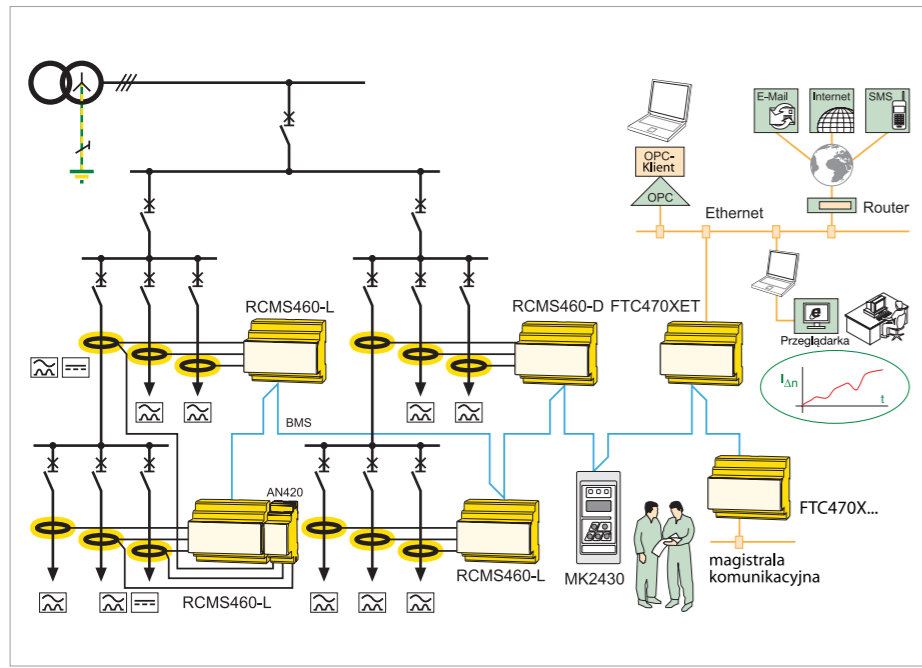 E-Mail
Internet
SMS
OPC-
Klient
OPC
Ethernet
Router
RCMS460-L
RCMS460-D
FTC470XET
Przeglądarka
I∆n
t
BMS
AN420
FTC470X...
RCMS460-L
RCMS460-L
MK2430
magistrala
komunikacyjna